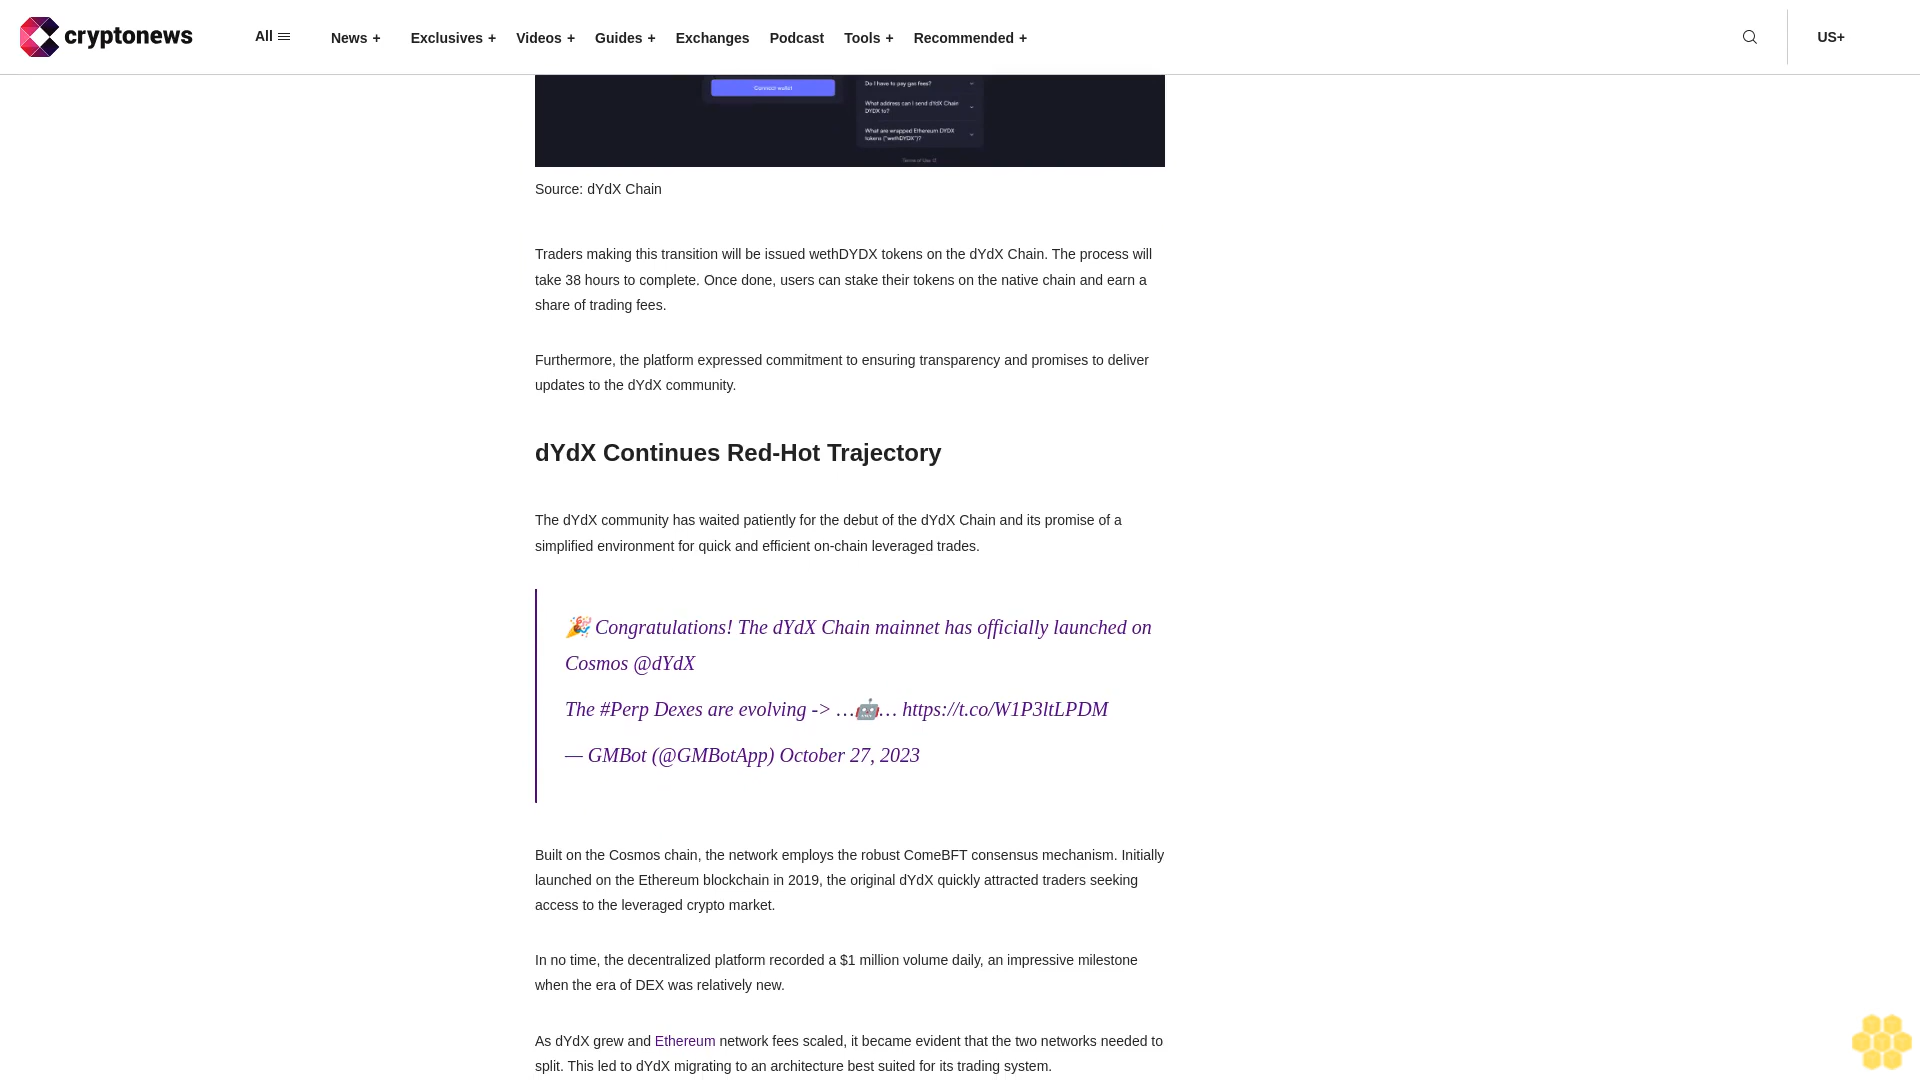 cryptonews
All
News +
Exclusives +
Videos +
Guides +
Exchanges
Podcast
Tools +
Recommended +
US+
Connect wallet
Do I have to pay gas fees?
What address can I send dYdX Chain
DYDX to?
What are wrapped Ethereum DYDX
tokens ("wethDYDX")?
Source: dYdX Chain
Traders making this transition will be issued wethDYDX tokens on the dYdX Chain. The process will
take 38 hours to complete. Once done, users can stake their tokens on the native chain and earn a
share of trading fees.
Furthermore, the platform expressed commitment to ensuring transparency and promises to deliver
updates to the dYdX community.
dYdX Continues Red-Hot Trajectory
The dYdX community has waited patiently for the debut of the dYdX Chain and its promise of a
simplified environment for quick and efficient on-chain leveraged trades.
🎉 Congratulations! The dYdX Chain mainnet has officially launched on
Cosmos @dYdX
The #Perp Dexes are evolving -> …🤖… https://t.co/W1P3ltLPDM
— GMBot (@GMBotApp) October 27, 2023
Built on the Cosmos chain, the network employs the robust ComeBFT consensus mechanism. Initially
launched on the Ethereum blockchain in 2019, the original dYdX quickly attracted traders seeking
access to the leveraged crypto market.
In no time, the decentralized platform recorded a $1 million volume daily, an impressive milestone
when the era of DEX was relatively new.
As dYdX grew and Ethereum network fees scaled, it became evident that the two networks needed to
split. This led to dYdX migrating to an architecture best suited for its trading system.